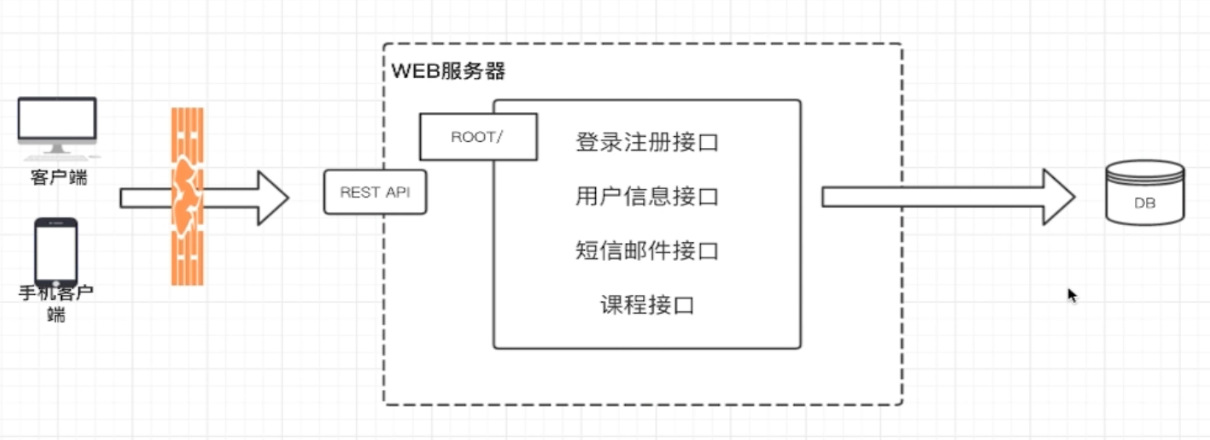 WEB服务器
客户端
手机客户
端
REST API
ROOT/
登录注册接口
用户信息接口
短信邮件接口
课程接口
DB